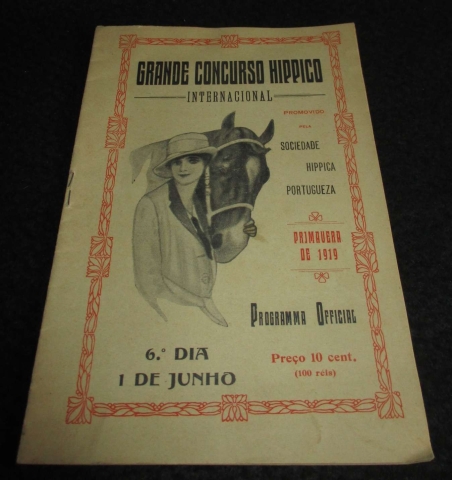 GRANDE CONCURSO HIPPICO
INTERNACIONAL
PROMOVIDO
PELA
SOCIEDADE
HIPPICA
PORTUGUEZA
PRIMAVERA
DE 1919
PROGRAMMA OFFICIAL
6.º DIA
1 DE JUNHO
Preço 10 cent.
(100 réis)